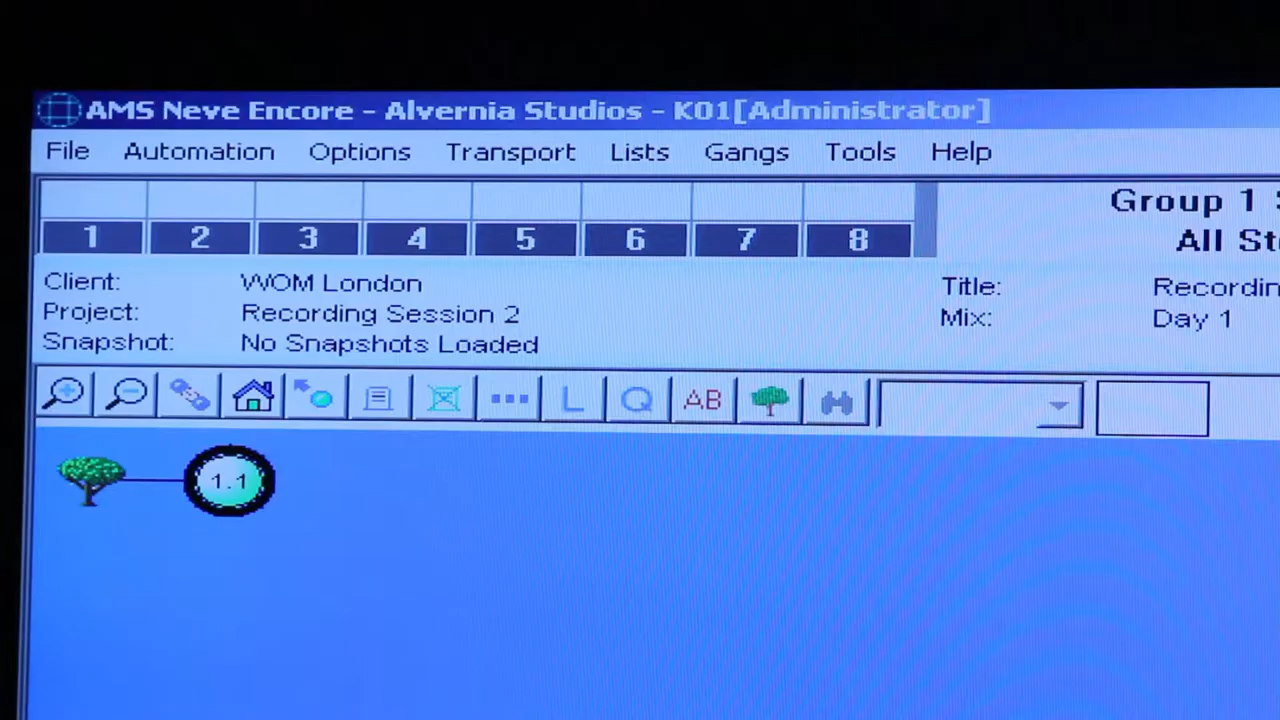 AMS Neve Encore - Alvernia Studios - K01[Administrator]
File Automation Options Transport Lists Gangs Tools Help
Group 1
1 2 3 4 5 6 7 8
All
Client: WOM London
Title:
Project: Recording Session 2
Mix: Day 1
Snapshot: No Snapshots Loaded
L Q AB
1.1